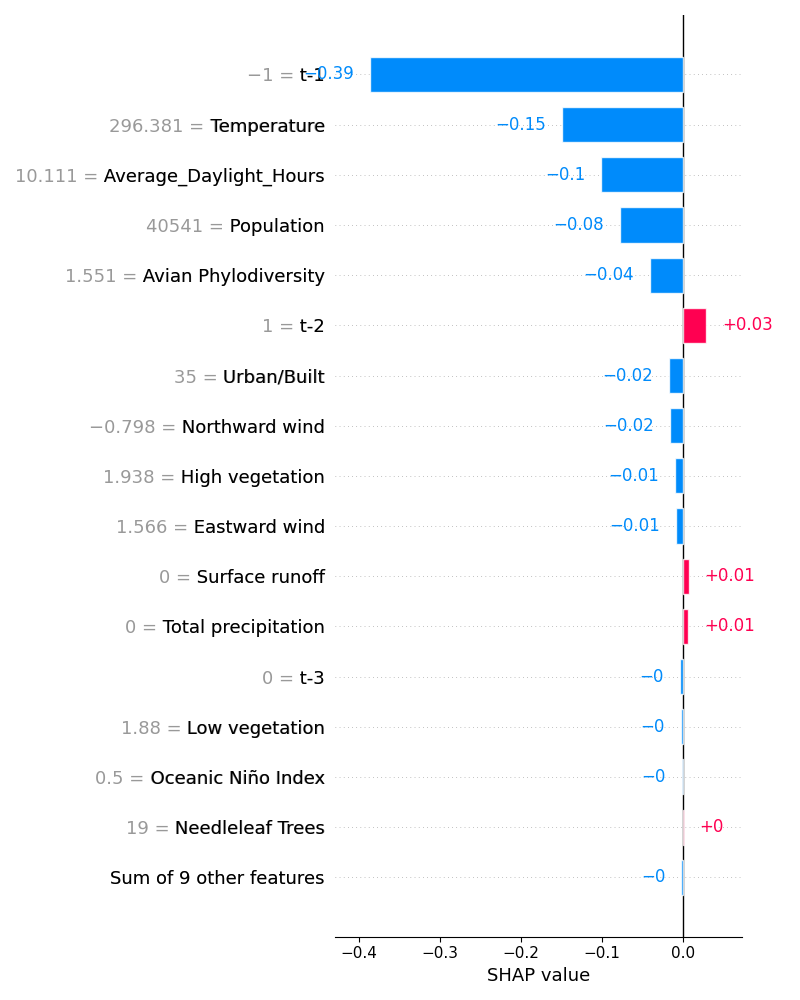 −1 = t-1 −0.39
296.381 = Temperature −0.15
10.111 = Average_Daylight_Hours −0.1
40541 = Population −0.08
1.551 = Avian Phylodiversity −0.04
1 = t-2 +0.03
35 = Urban/Built −0.02
−0.798 = Northward wind −0.02
1.938 = High vegetation −0.01
1.566 = Eastward wind −0.01
0 = Surface runoff +0.01
0 = Total precipitation +0.01
0 = t-3 −0
1.88 = Low vegetation −0
0.5 = Oceanic Niño Index −0
19 = Needleleaf Trees +0
Sum of 9 other features −0
−0.4 −0.3 −0.2 −0.1 0.0
SHAP value